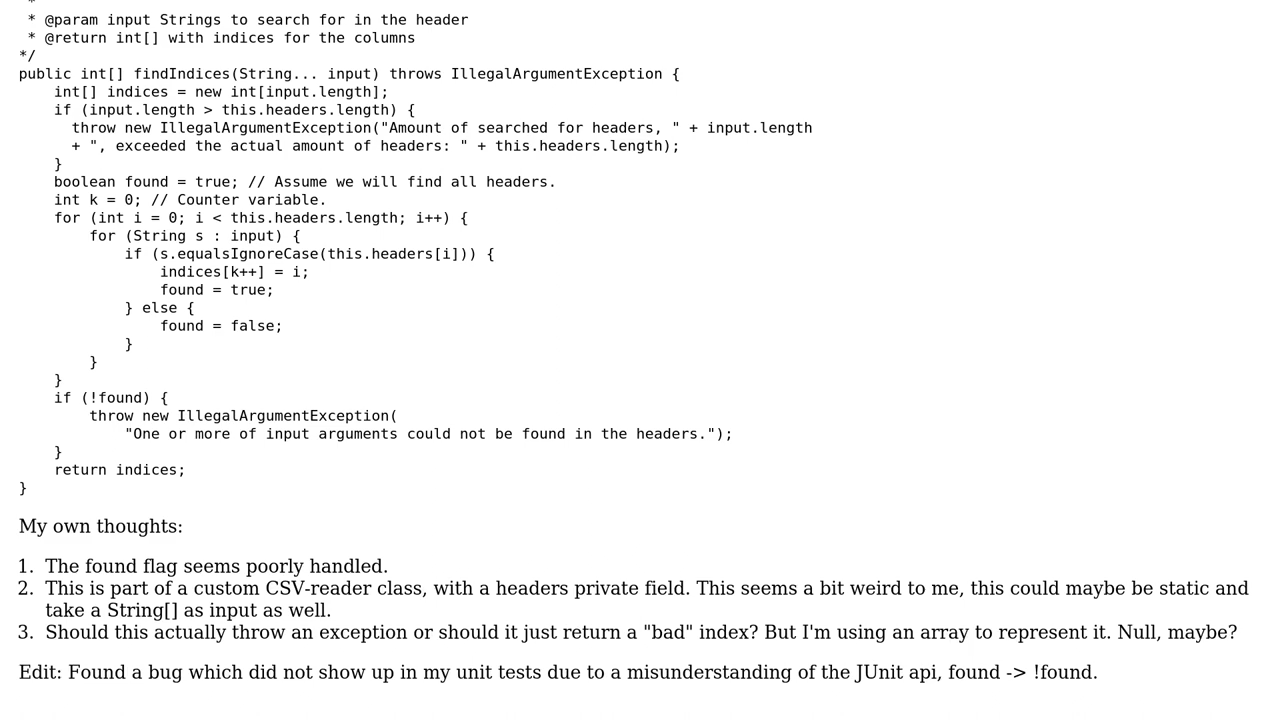 *
 * @param input Strings to search for in the header
 * @return int[] with indices for the columns
*/
public int[] findIndices(String... input) throws IllegalArgumentException {
    int[] indices = new int[input.length];
    if (input.length > this.headers.length) {
      throw new IllegalArgumentException("Amount of searched for headers, " + input.length
      + ", exceeded the actual amount of headers: " + this.headers.length);
    }
    boolean found = true; // Assume we will find all headers.
    int k = 0; // Counter variable.
    for (int i = 0; i < this.headers.length; i++) {
        for (String s : input) {
            if (s.equalsIgnoreCase(this.headers[i])) {
                indices[k++] = i;
                found = true;
            } else {
                found = false;
            }
        }
    }
    if (!found) {
        throw new IllegalArgumentException(
            "One or more of input arguments could not be found in the headers.");
    }
    return indices;
}
My own thoughts:
1. The found flag seems poorly handled.
2. This is part of a custom CSV-reader class, with a headers private field. This seems a bit weird to me, this could maybe be static and
take a String[] as input as well.
3. Should this actually throw an exception or should it just return a "bad" index? But I'm using an array to represent it. Null, maybe?
Edit: Found a bug which did not show up in my unit tests due to a misunderstanding of the JUnit api, found -> !found.